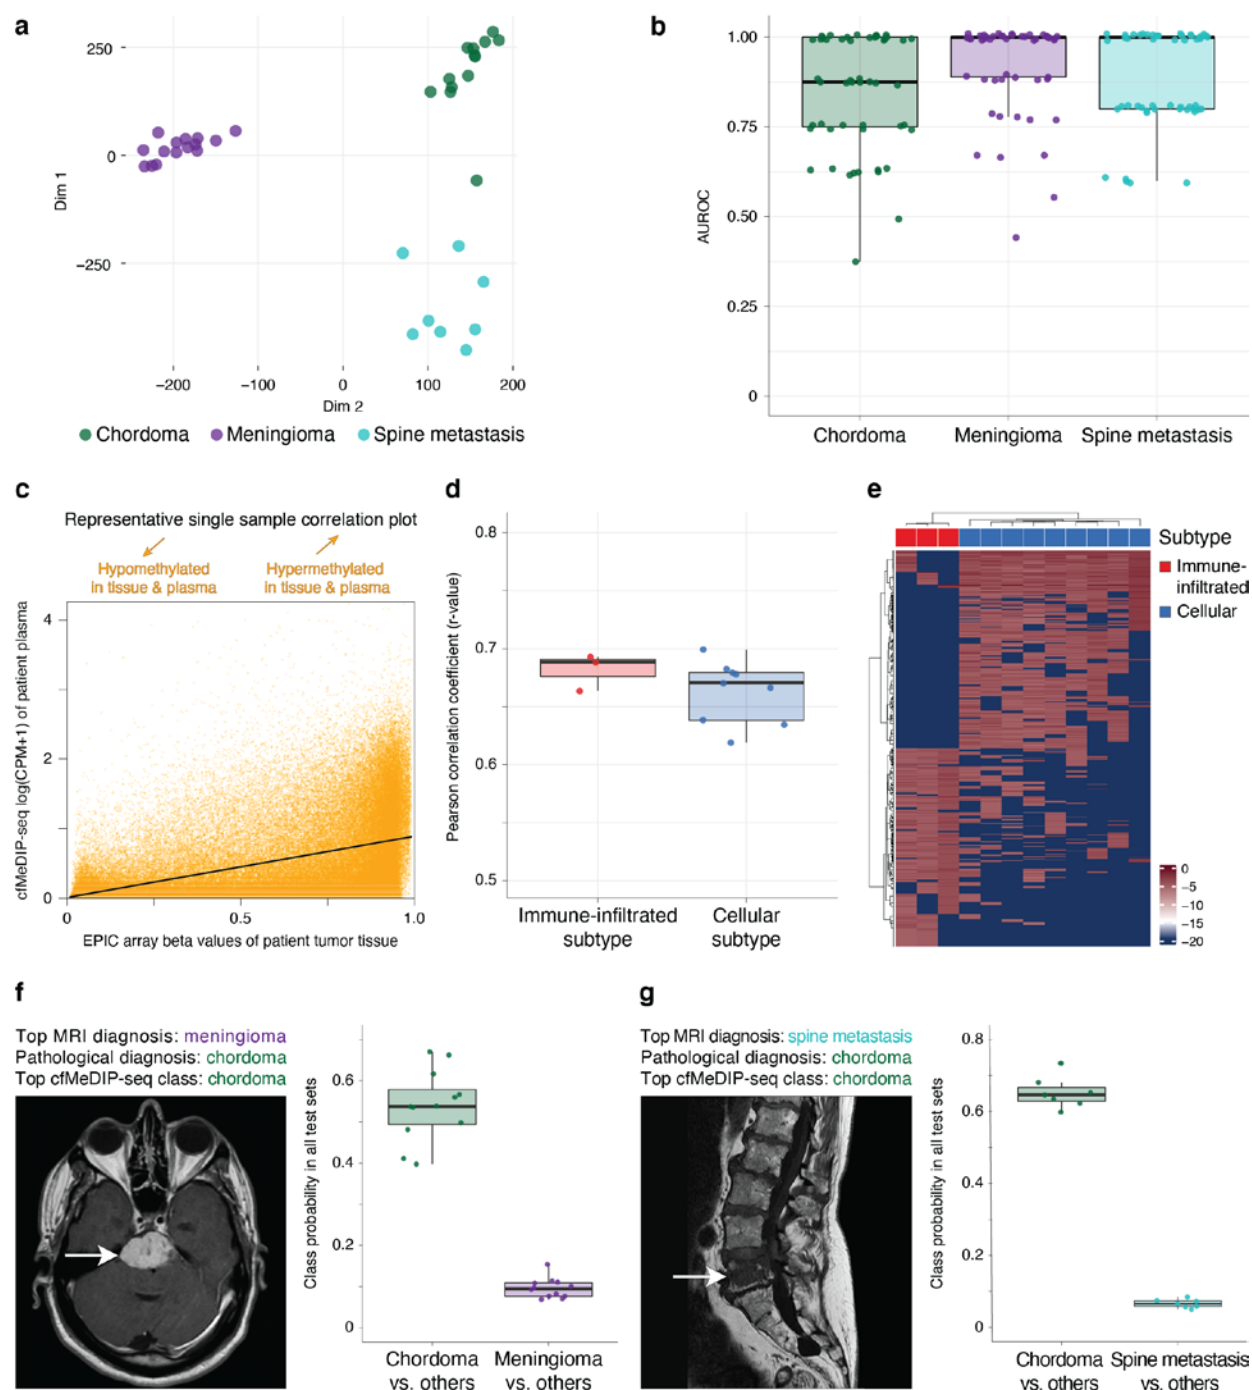 a
250
0
−250
Dim 1
−200
−100
0
100
200
Dim 2
Chordoma
Meningioma
Spine metastasis
b
1.00
0.75
0.50
0.25
0
AUROC
Chordoma
Meningioma
Spine metastasis
c
Representative single sample correlation plot
Hypomethylated
in tissue & plasma
Hypermethylated
in tissue & plasma
cfMeDIP-seq log(CPM+1) of patient plasma
4
2
0
0
0.5
1.0
EPIC array beta values of patient tumor tissue
d
Pearson correlation coefficient (r-value)
0.8
0.7
0.6
0.5
Immune-infiltrated
subtype
Cellular
subtype
e
Subtype
Immune-
infiltrated
Cellular
0
−5
−10
−15
−20
f
Top MRI diagnosis: meningioma
Pathological diagnosis: chordoma
Top cfMeDIP-seq class: chordoma
Class probability in all test sets
0.6
0.4
0.2
0
Chordoma
vs. others
Meningioma
vs. others
g
Top MRI diagnosis: spine metastasis
Pathological diagnosis: chordoma
Top cfMeDIP-seq class: chordoma
Class probability in all test sets
0.8
0.6
0.4
0.2
0
Chordoma
vs. others
Spine metastasis
vs. others